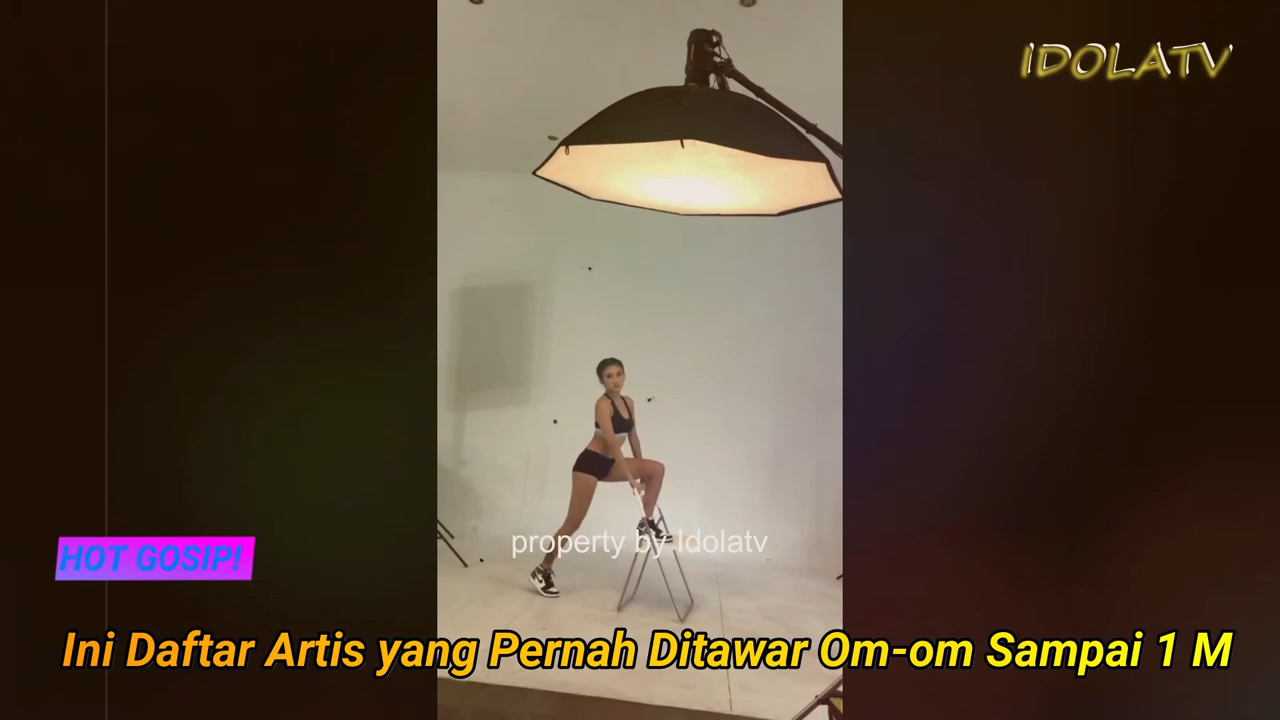 IDOLATV
property by Idolatv
HOT GOSIP!
Ini Daftar Artis yang Pernah Ditawar Om-om Sampai 1 M